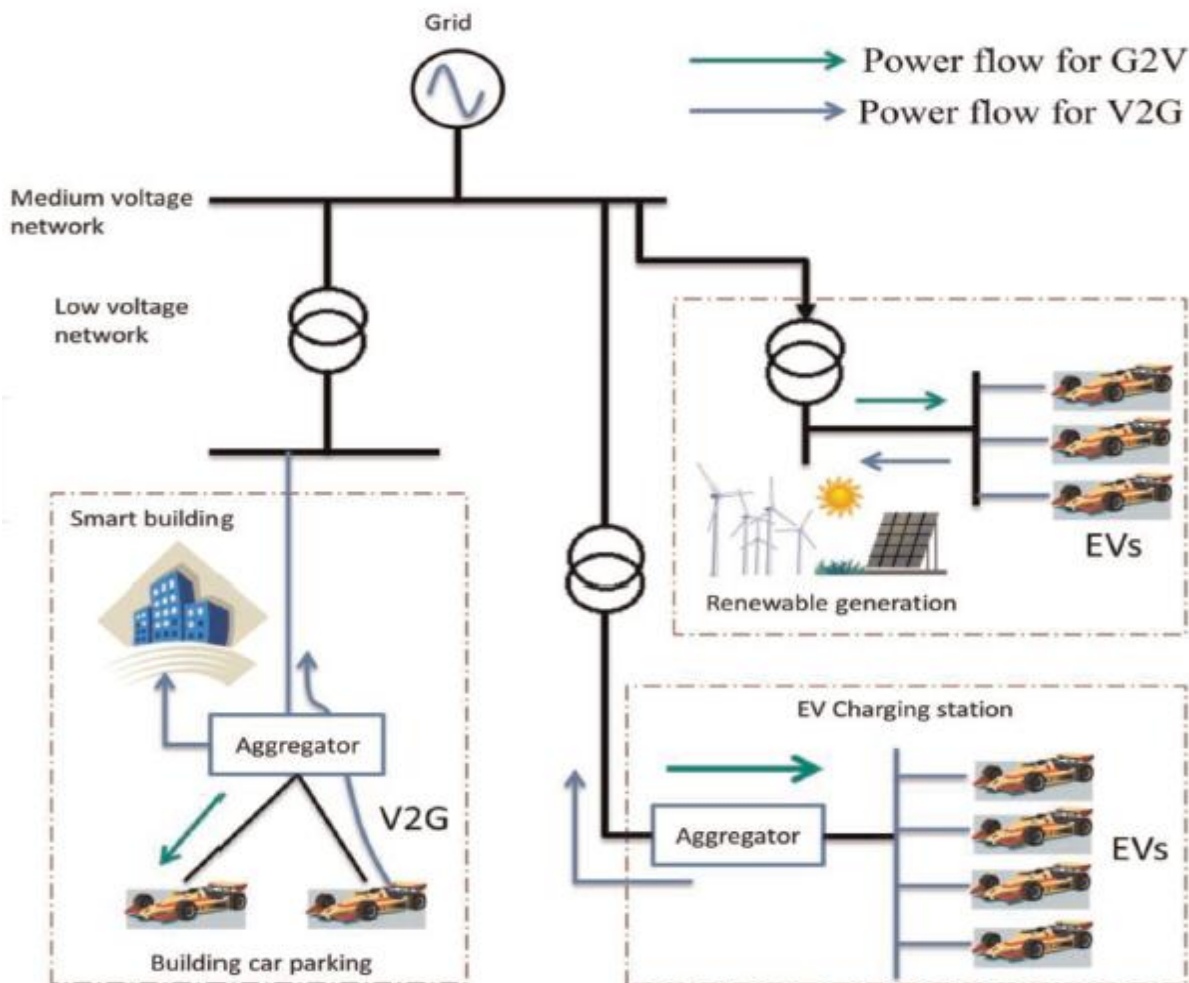 Grid
Power flow for G2V
Power flow for V2G
Medium voltage
network
Low voltage
network
Smart building
Aggregator
V2G
Building car parking
EVs
Renewable generation
EV Charging station
Aggregator
EVs